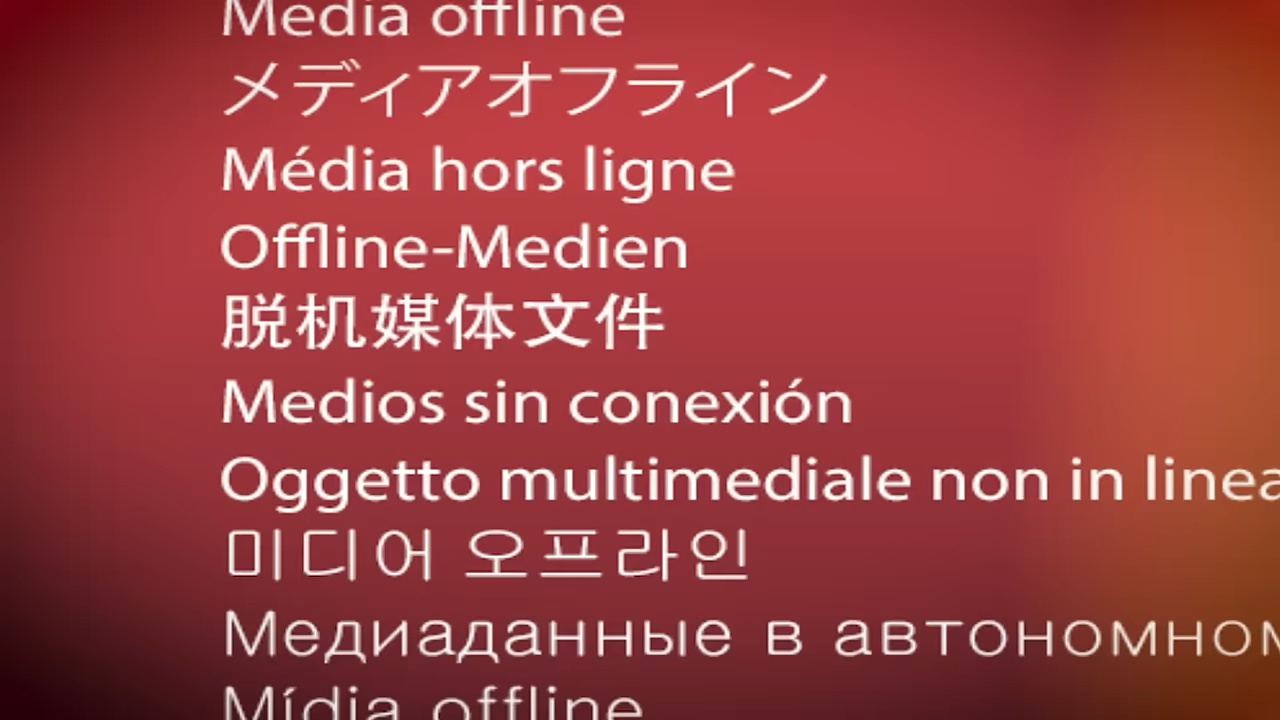 Media offline
メディアオフライン
Média hors ligne
Offline-Medien
脱机媒体文件
Medios sin conexión
Oggetto multimediale non in linea
미디어 오프라인
Медиаданные в автономном
Mídia offline